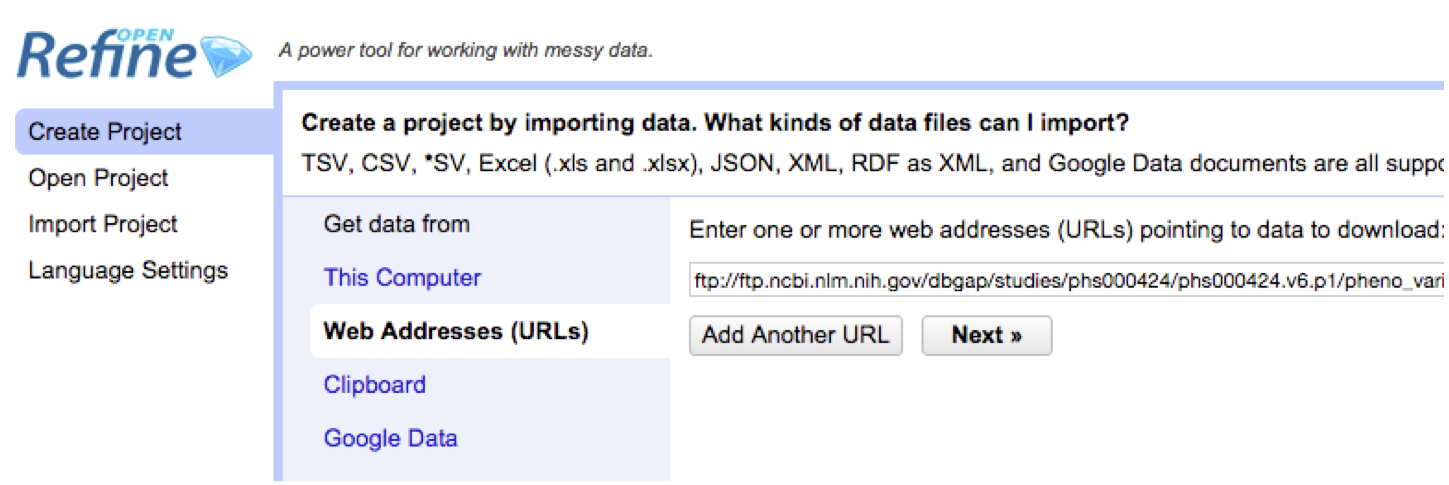 OPEN
Refine
A power tool for working with messy data.
Create Project
Open Project
Import Project
Language Settings
Create a project by importing data. What kinds of data files can I import?
TSV, CSV, *SV, Excel (.xls and .xlsx), JSON, XML, RDF as XML, and Google Data documents are all suppo
Get data from
This Computer
Web Addresses (URLs)
Clipboard
Google Data
Enter one or more web addresses (URLs) pointing to data to download:
ftp://ftp.ncbi.nlm.nih.gov/dbgap/studies/phs000424/phs000424.v6.p1/pheno_vari
Add Another URL
Next »